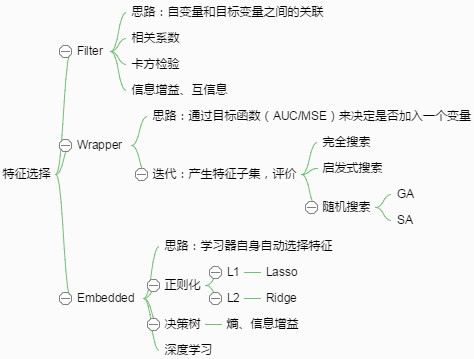 特征选择
Filter
思路：自变量和目标变量之间的关联
相关系数
卡方检验
信息增益、互信息
Wrapper
思路：通过目标函数（AUC/MSE）来决定是否加入一个变量
迭代：产生特征子集，评价
完全搜索
启发式搜索
随机搜索
GA
SA
Embedded
思路：学习器自身自动选择特征
正则化
L1
Lasso
L2
Ridge
决策树
熵、信息增益
深度学习